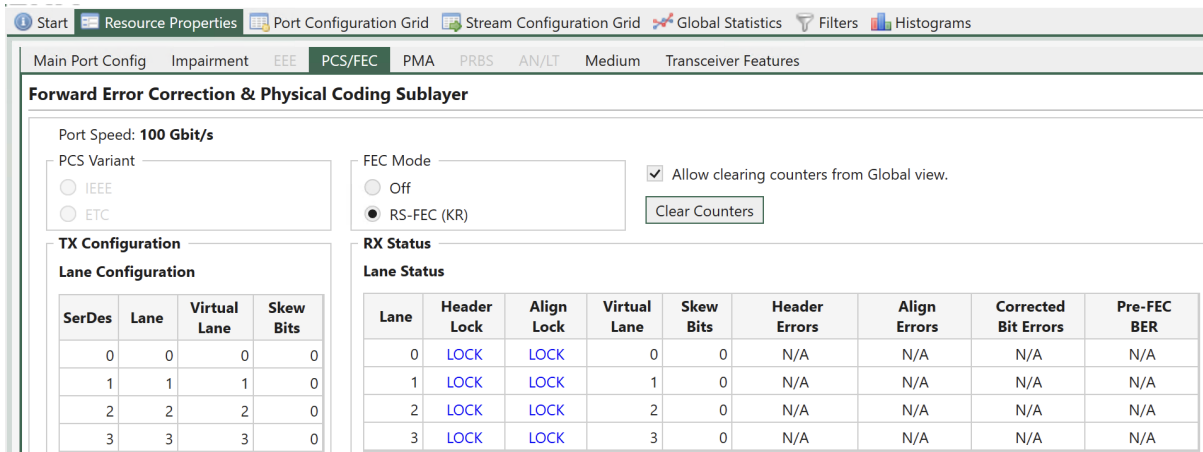 Start Resource Properties Port Configuration Grid Stream Configuration Grid Global Statistics Filters Histograms
Main Port Config Impairment EEE PCS/FEC PMA PRBS AN/LT Medium Transceiver Features
Forward Error Correction & Physical Coding Sublayer
Port Speed: 100 Gbit/s
PCS Variant
IEEE
ETC
FEC Mode
Off
RS-FEC (KR)
Allow clearing counters from Global view.
Clear Counters
TX Configuration
Lane Configuration
SerDes Lane Virtual Lane Skew Bits
0 0 0 0
1 1 1 0
2 2 2 0
3 3 3 0
RX Status
Lane Status
Lane Header Lock Align Lock Virtual Lane Skew Bits Header Errors Align Errors Corrected Bit Errors Pre-FEC BER
0 LOCK LOCK 0 0 N/A N/A N/A N/A
1 LOCK LOCK 1 0 N/A N/A N/A N/A
2 LOCK LOCK 2 0 N/A N/A N/A N/A
3 LOCK LOCK 3 0 N/A N/A N/A N/A